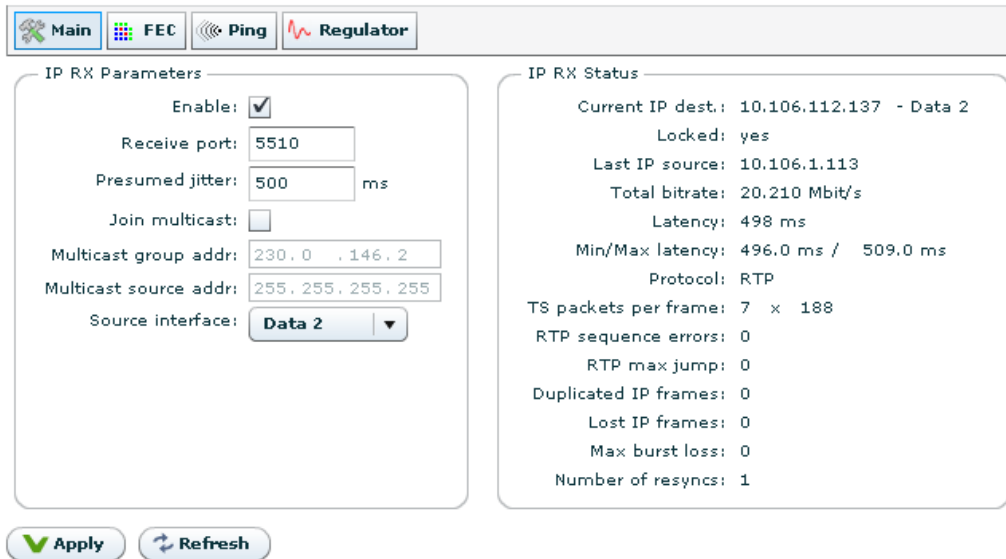 Main FEC Ping Regulator
IP RX Parameters
Enable:
Receive port: 5510
Presumed jitter: 500 ms
Join multicast:
Multicast group addr: 230. 0 .146. 2
Multicast source addr: 255. 255. 255. 255
Source interface: Data 2
IP RX Status
Current IP dest.: 10.106.112.137 - Data 2
Locked: yes
Last IP source: 10.106.1.113
Total bitrate: 20.210 Mbit/s
Latency: 498 ms
Min/Max latency: 496.0 ms / 509.0 ms
Protocol: RTP
TS packets per frame: 7 x 188
RTP sequence errors: 0
RTP max jump: 0
Duplicated IP frames: 0
Lost IP frames: 0
Max burst loss: 0
Number of resyncs: 1
Apply Refresh